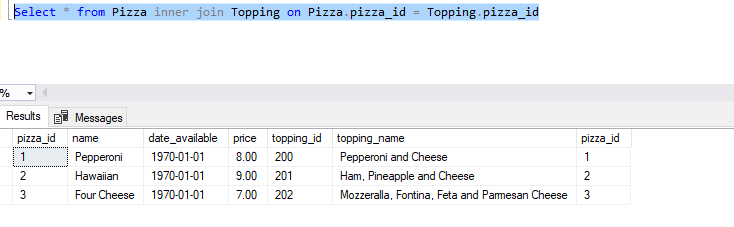 Select * from Pizza inner join Topping on Pizza.pizza_id = Topping.pizza_id
%
Results Messages
pizza_id name date_available price topping_id topping_name pizza_id
1 Pepperoni 1970-01-01 8.00 200 Pepperoni and Cheese 1
2 Hawaiian 1970-01-01 9.00 201 Ham, Pineapple and Cheese 2
3 Four Cheese 1970-01-01 7.00 202 Mozzeralla, Fontina, Feta and Parmesan Cheese 3